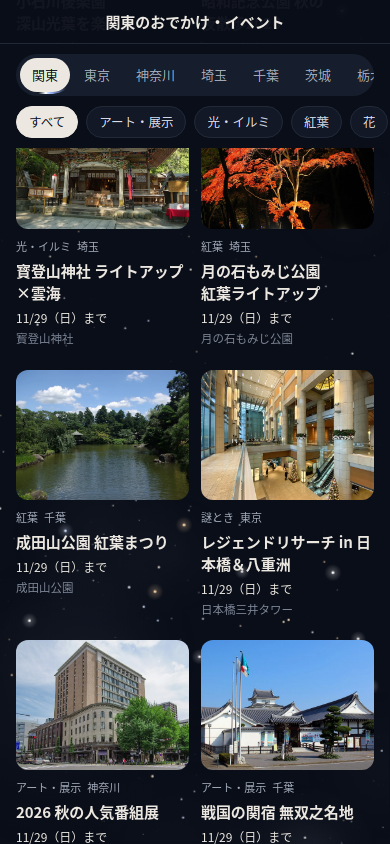 関東のおでかけ・イベント
関東 東京 神奈川 埼玉 千葉 茨城
すべて アート・展示 光・イルミ 紅葉 花
光・イルミ 埼玉
寳登山神社 ライトアップ
×雲海
11/29（日）まで
寳登山神社
紅葉 埼玉
月の石もみじ公園
紅葉ライトアップ
11/29（日）まで
月の石もみじ公園
紅葉 千葉
成田山公園 紅葉まつり
11/29（日）まで
成田山公園
謎とき 東京
レジェンドリサーチ in 日
本橋＆八重洲
11/29（日）まで
日本橋三井タワー
アート・展示 神奈川
2026 秋の人気番組展
11/29（日）まで
アート・展示 千葉
戦国の関宿 無双之名地
11/29（日）まで